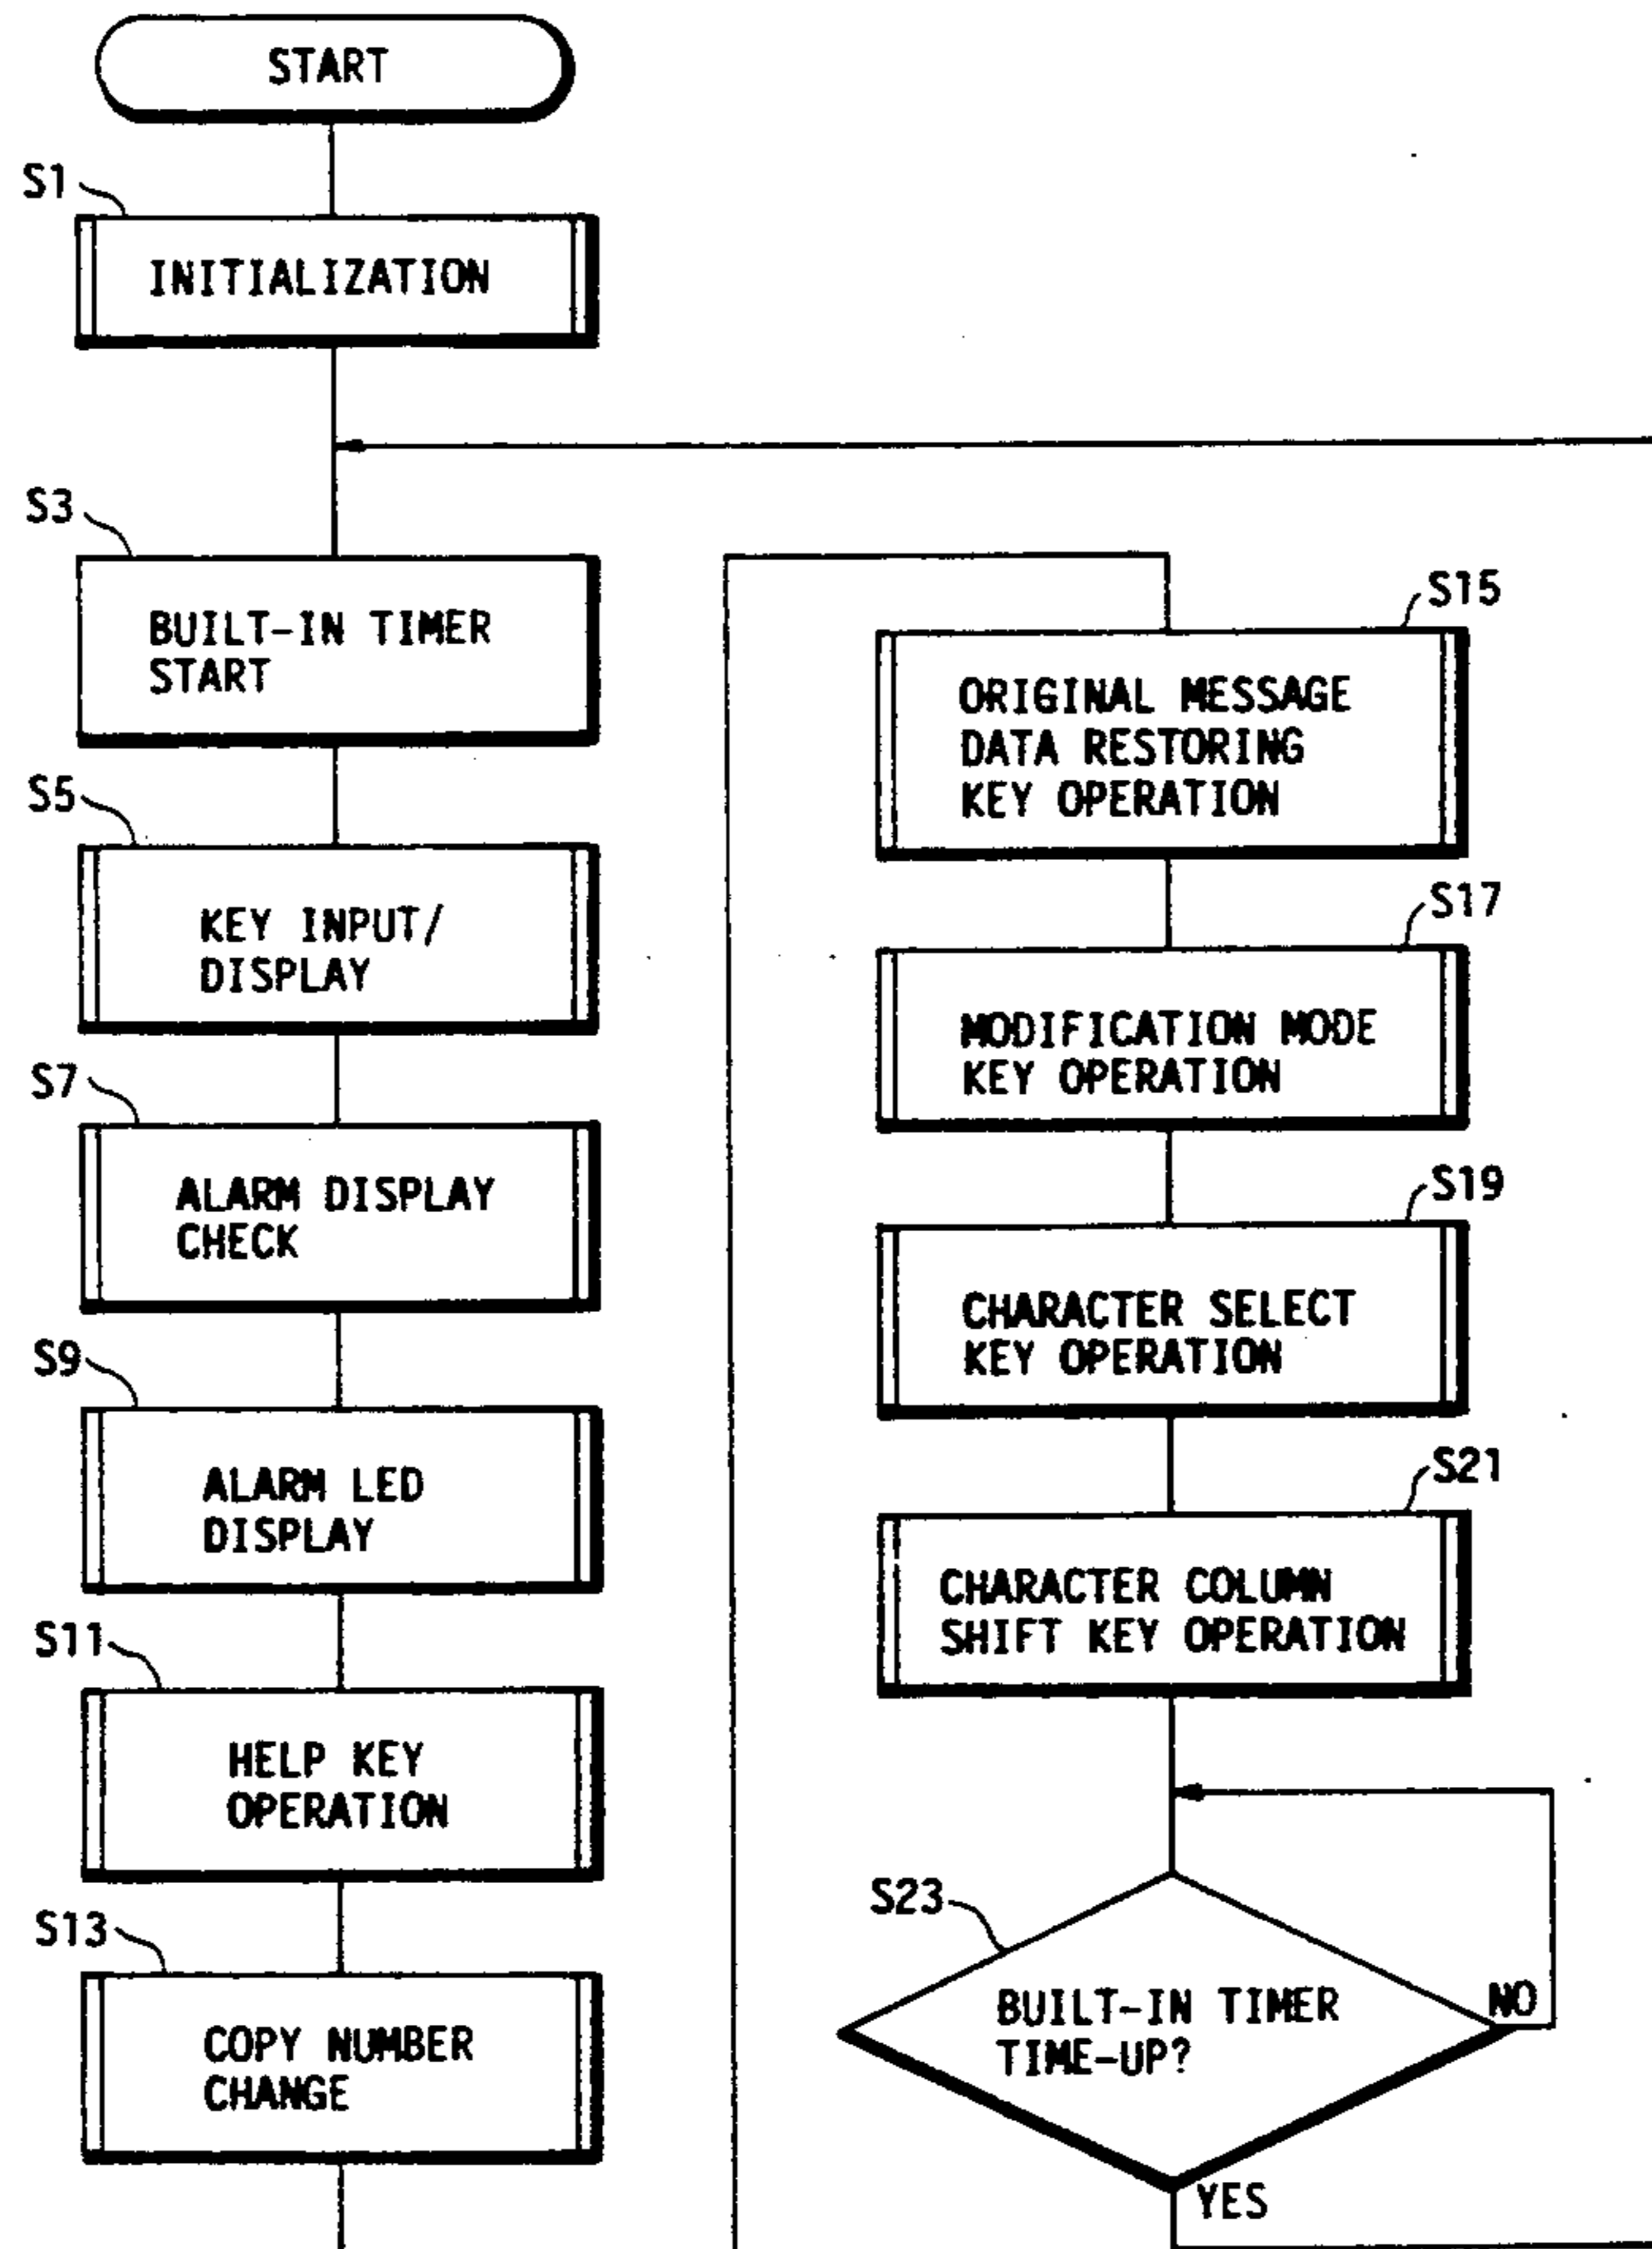 START
S1
INITIALIZATION
S3
BUILT-IN TIMER
START
S5
KEY INPUT/
DISPLAY
S7
ALARM DISPLAY
CHECK
S9
ALARM LED
DISPLAY
S11
HELP KEY
OPERATION
S13
COPY NUMBER
CHANGE
S15
ORIGINAL MESSAGE
DATA RESTORING
KEY OPERATION
S17
MODIFICATION MODE
KEY OPERATION
S19
CHARACTER SELECT
KEY OPERATION
S21
CHARACTER COLUMN
SHIFT KEY OPERATION
S23
BUILT-IN TIMER
TIME-UP?
NO
YES